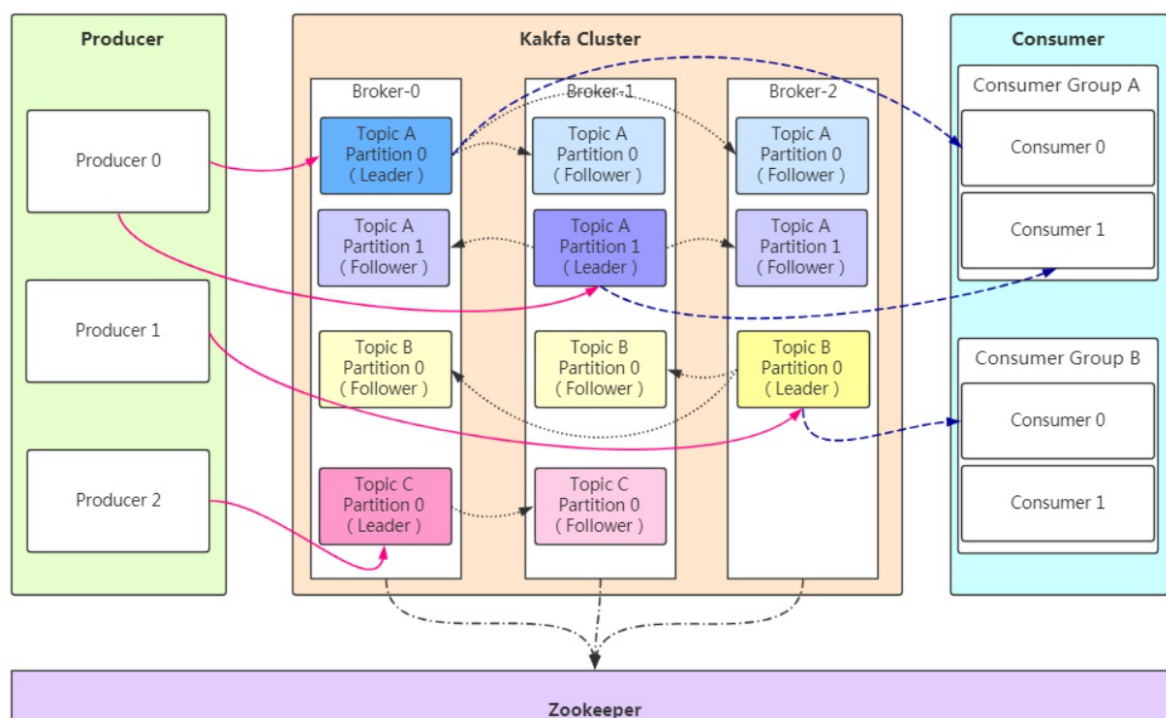 Producer
Producer 0
Producer 1
Producer 2
Kakfa Cluster
Broker-0
Topic A
Partition 0
( Leader )
Topic A
Partition 1
( Follower )
Topic B
Partition 0
( Follower )
Topic C
Partition 0
( Leader )
Broker-1
Topic A
Partition 0
( Follower )
Topic A
Partition 1
( Leader )
Topic B
Partition 0
( Follower )
Topic C
Partition 0
( Follower )
Broker-2
Topic A
Partition 0
( Follower )
Topic A
Partition 1
( Follower )
Topic B
Partition 0
( Leader )
Consumer
Consumer Group A
Consumer 0
Consumer 1
Consumer Group B
Consumer 0
Consumer 1
Zookeeper